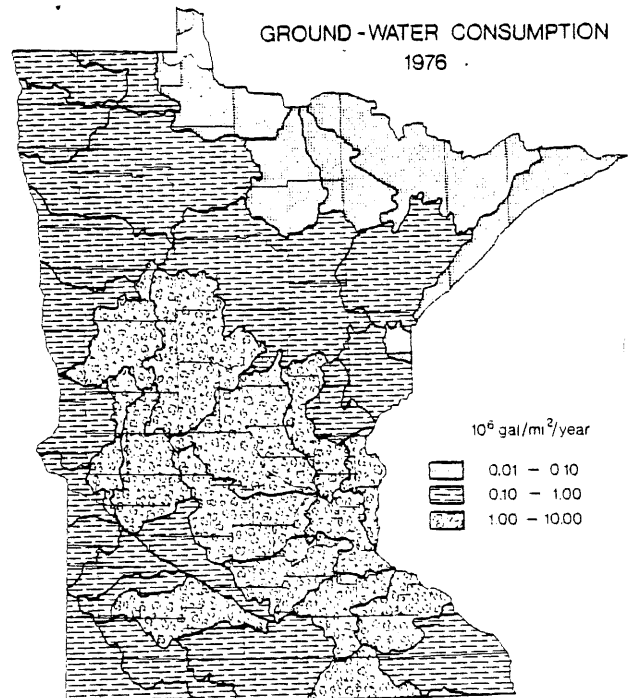 GROUND-WATER CONSUMPTION
1976
10⁶ gal/mi²/year
0.01 – 0.10
0.10 – 1.00
1.00 – 10.00